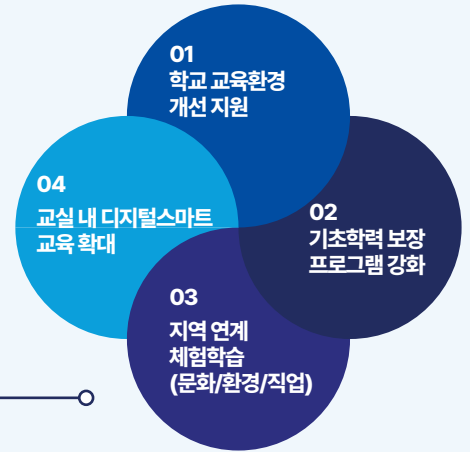 01
학교 교육환경
개선 지원
02
기초학력 보장
프로그램 강화
03
지역 연계
체험학습
(문화/환경/직업)
04
교실 내 디지털스마트
교육 확대